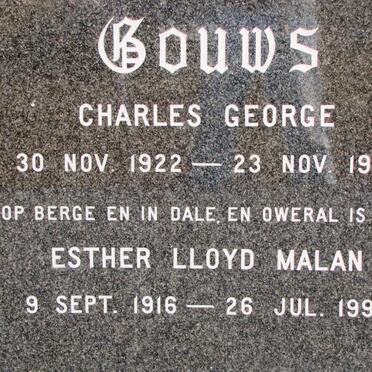 Gouws
CHARLES GEORGE
30 NOV. 1922 — 23 NOV. 19
OP BERGE EN IN DALE, EN OWERAL IS
ESTHER LLOYD MALAN
9 SEPT. 1916 — 26 JUL. 199